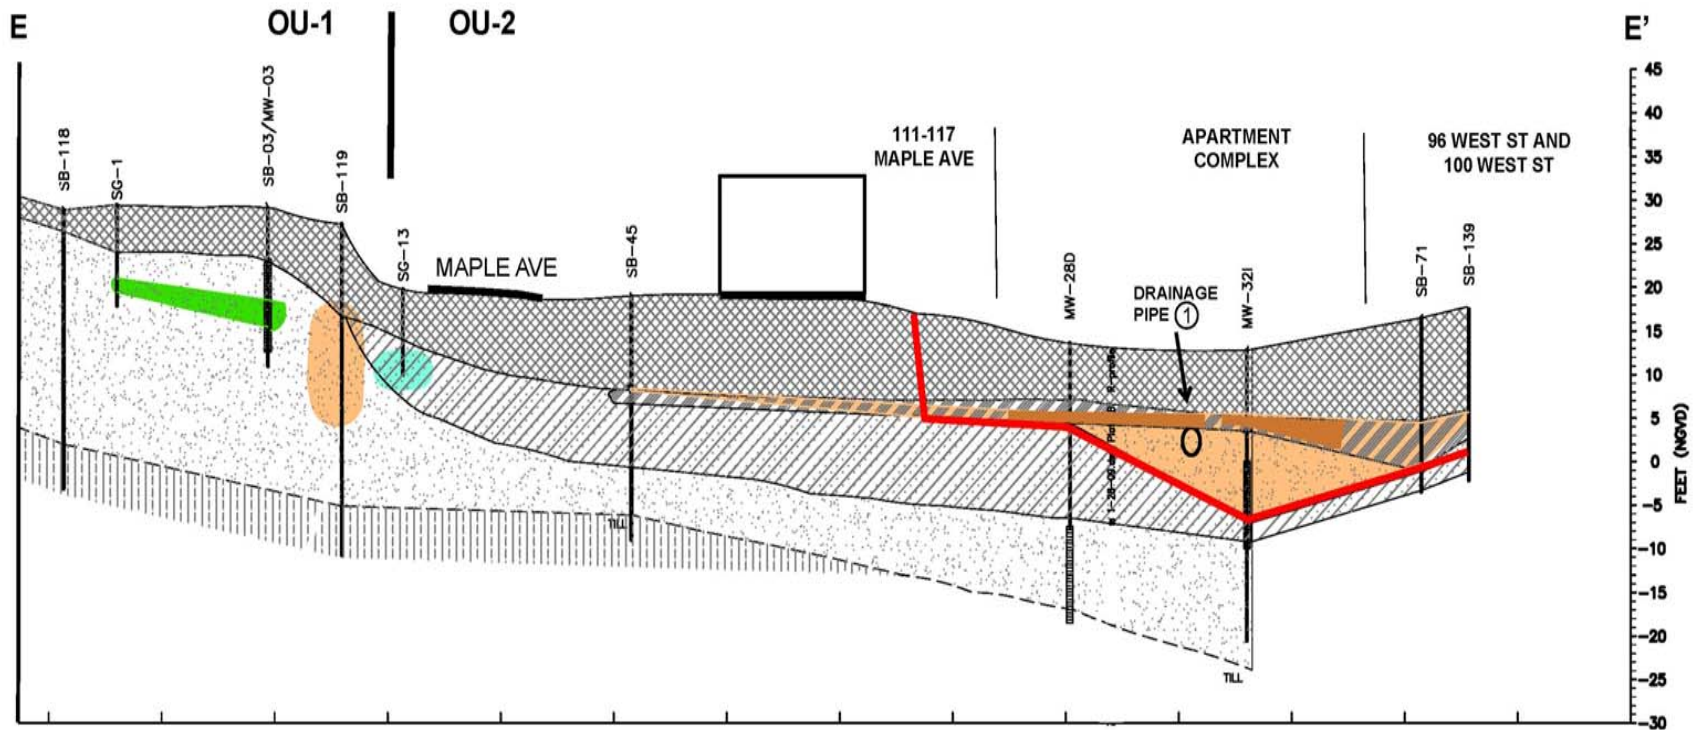 E
OU-1
OU-2
E'
SB-118
SG-1
SB-03/MW-03
SB-119
SG-13
MAPLE AVE
SB-45
111-117
MAPLE AVE
APARTMENT
COMPLEX
96 WEST ST AND
100 WEST ST
MW-28D
DRAINAGE
PIPE 1
MW-32I
SB-71
SB-139
TILL
TILL
45
40
35
30
25
20
15
10
5
0
-5
-10
-15
-20
-25
-30
FEET (NGVD)